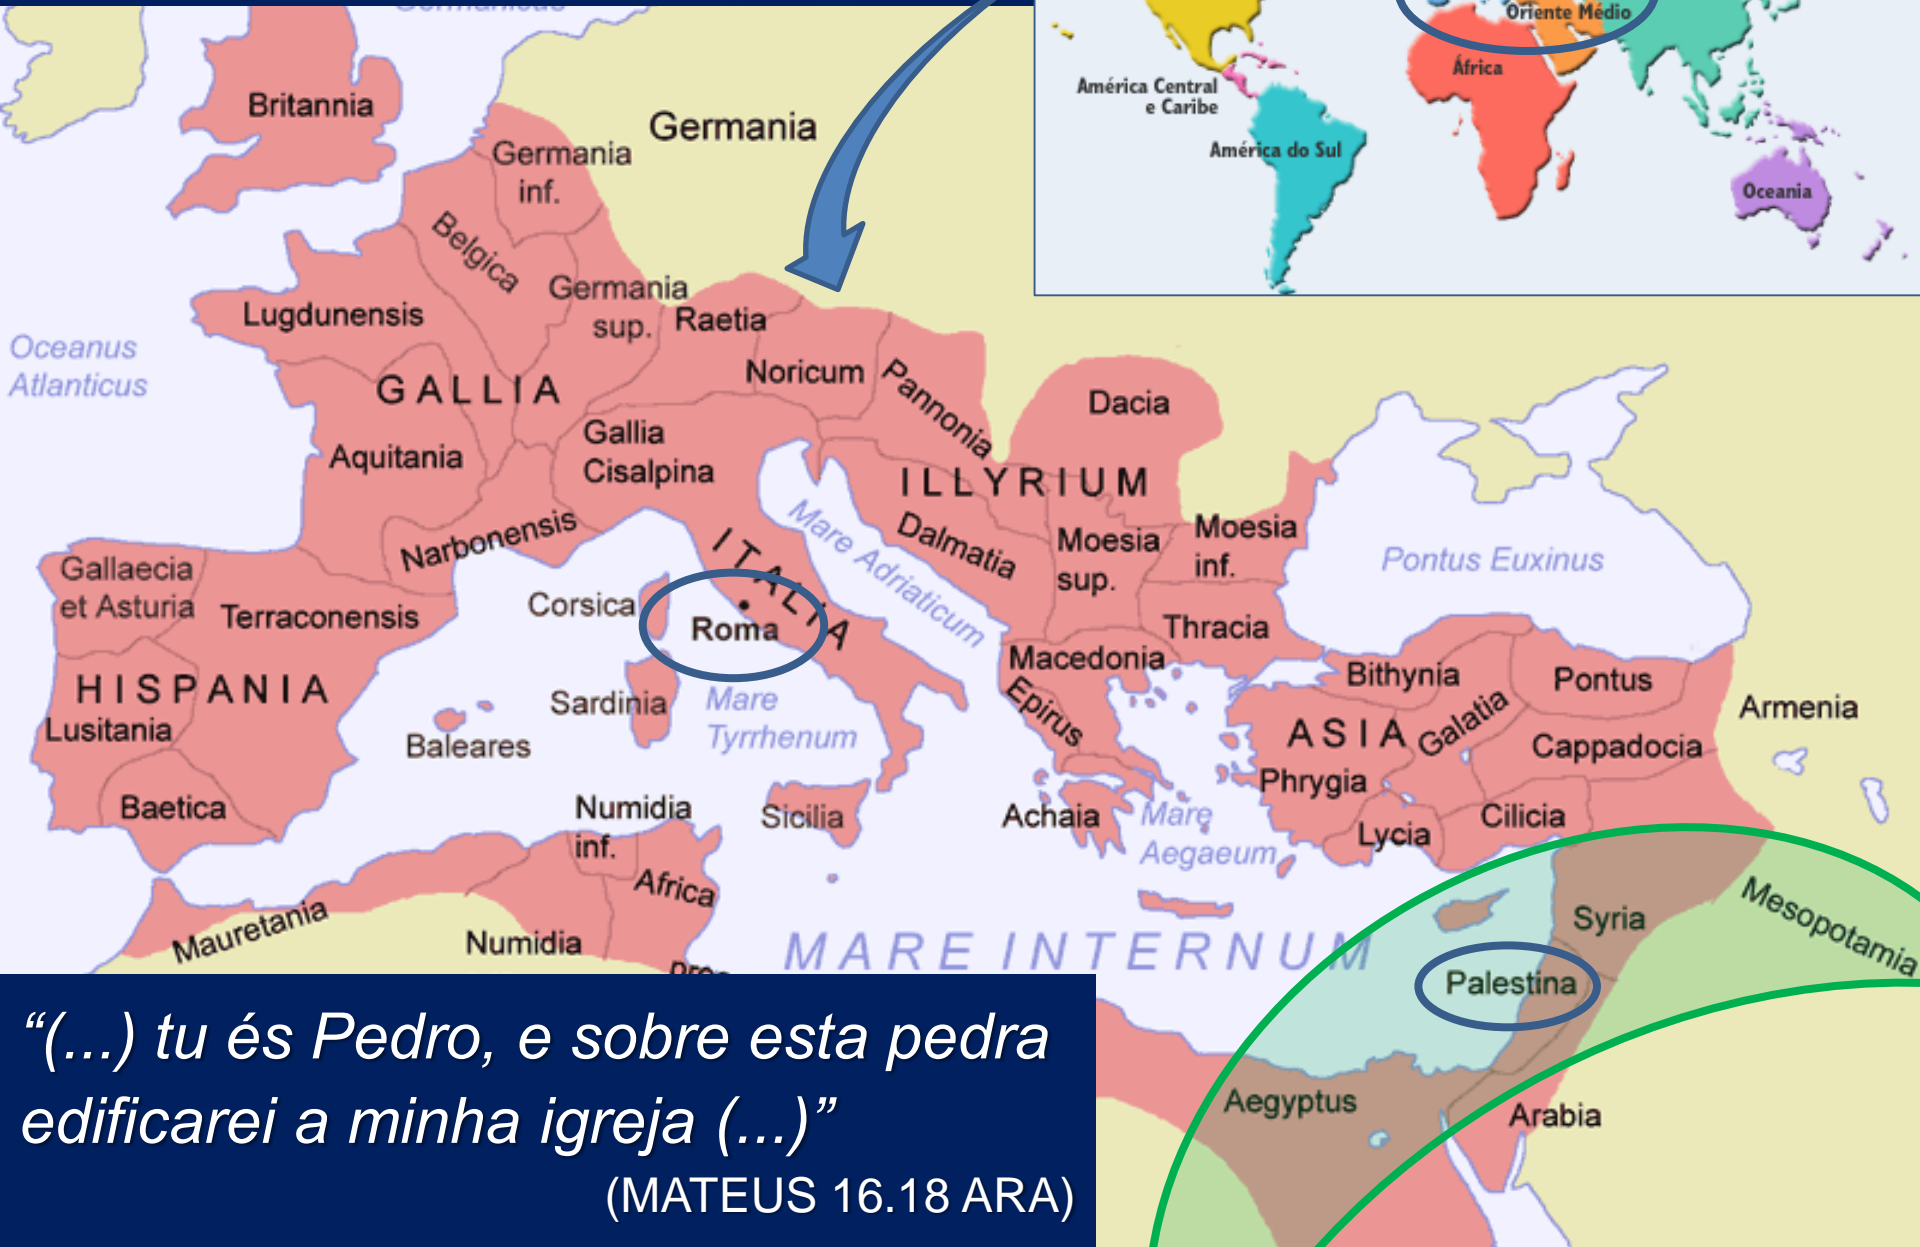 Germanicus
Oriente Médio
África
América Central
e Caribe
América do Sul
Oceania
Britannia
Germania
Germania
inf.
Belgica
Germania
sup.
Lugdunensis
Raetia
Oceanus
Atlanticus
Noricum
GALLIA
Pannonia
Dacia
Gallia
Cisalpina
Aquitania
ILLYRIUM
Mare Adriaticum
Dalmatia
Moesia
sup.
Moesia
inf.
Narbonensis
ITALIA
Pontus Euxinus
Gallaecia
et Asturia
Terraconensis
Corsica
Roma
Thracia
Macedonia
Bithynia
Pontus
HISPANIA
Lusitania
Sardinia
Mare
Tyrrhenum
Epirus
ASIA
Galatia
Armenia
Baleares
Cappadocia
Phrygia
Baetica
Numidia
inf.
Sicilia
Achaia
Mare
Aegaeum
Lycia
Cilicia
Africa
Mauretania
Numidia
MARE INTERNUM
Syria
Mesopotamia
Palestina
Aegyptus
Arabia
“(...) tu és Pedro, e sobre esta pedra
edificarei a minha igreja (...)”
(MATEUS 16.18 ARA)